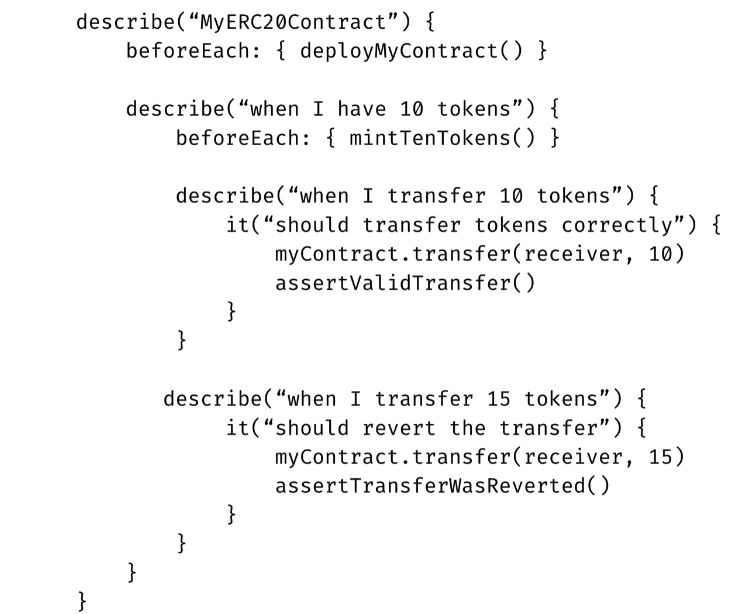 describe(“MyERC20Contract”) {
    beforeEach: { deployMyContract() }

    describe(“when I have 10 tokens”) {
        beforeEach: { mintTenTokens() }

        describe(“when I transfer 10 tokens”) {
            it(“should transfer tokens correctly”) {
                myContract.transfer(receiver, 10)
                assertValidTransfer()
            }
        }

       describe(“when I transfer 15 tokens”) {
            it(“should revert the transfer”) {
                myContract.transfer(receiver, 15)
                assertTransferWasReverted()
            }
        }
    }
}